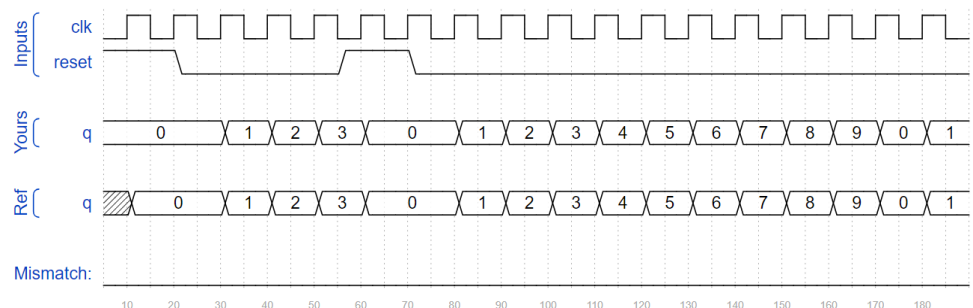 Inputs
clk
reset
Yours
q 0 1 2 3 0 1 2 3 4 5 6 7 8 9 0 1
Ref
q 0 1 2 3 0 1 2 3 4 5 6 7 8 9 0 1
Mismatch:
10 20 30 40 50 60 70 80 90 100 110 120 130 140 150 160 170 180